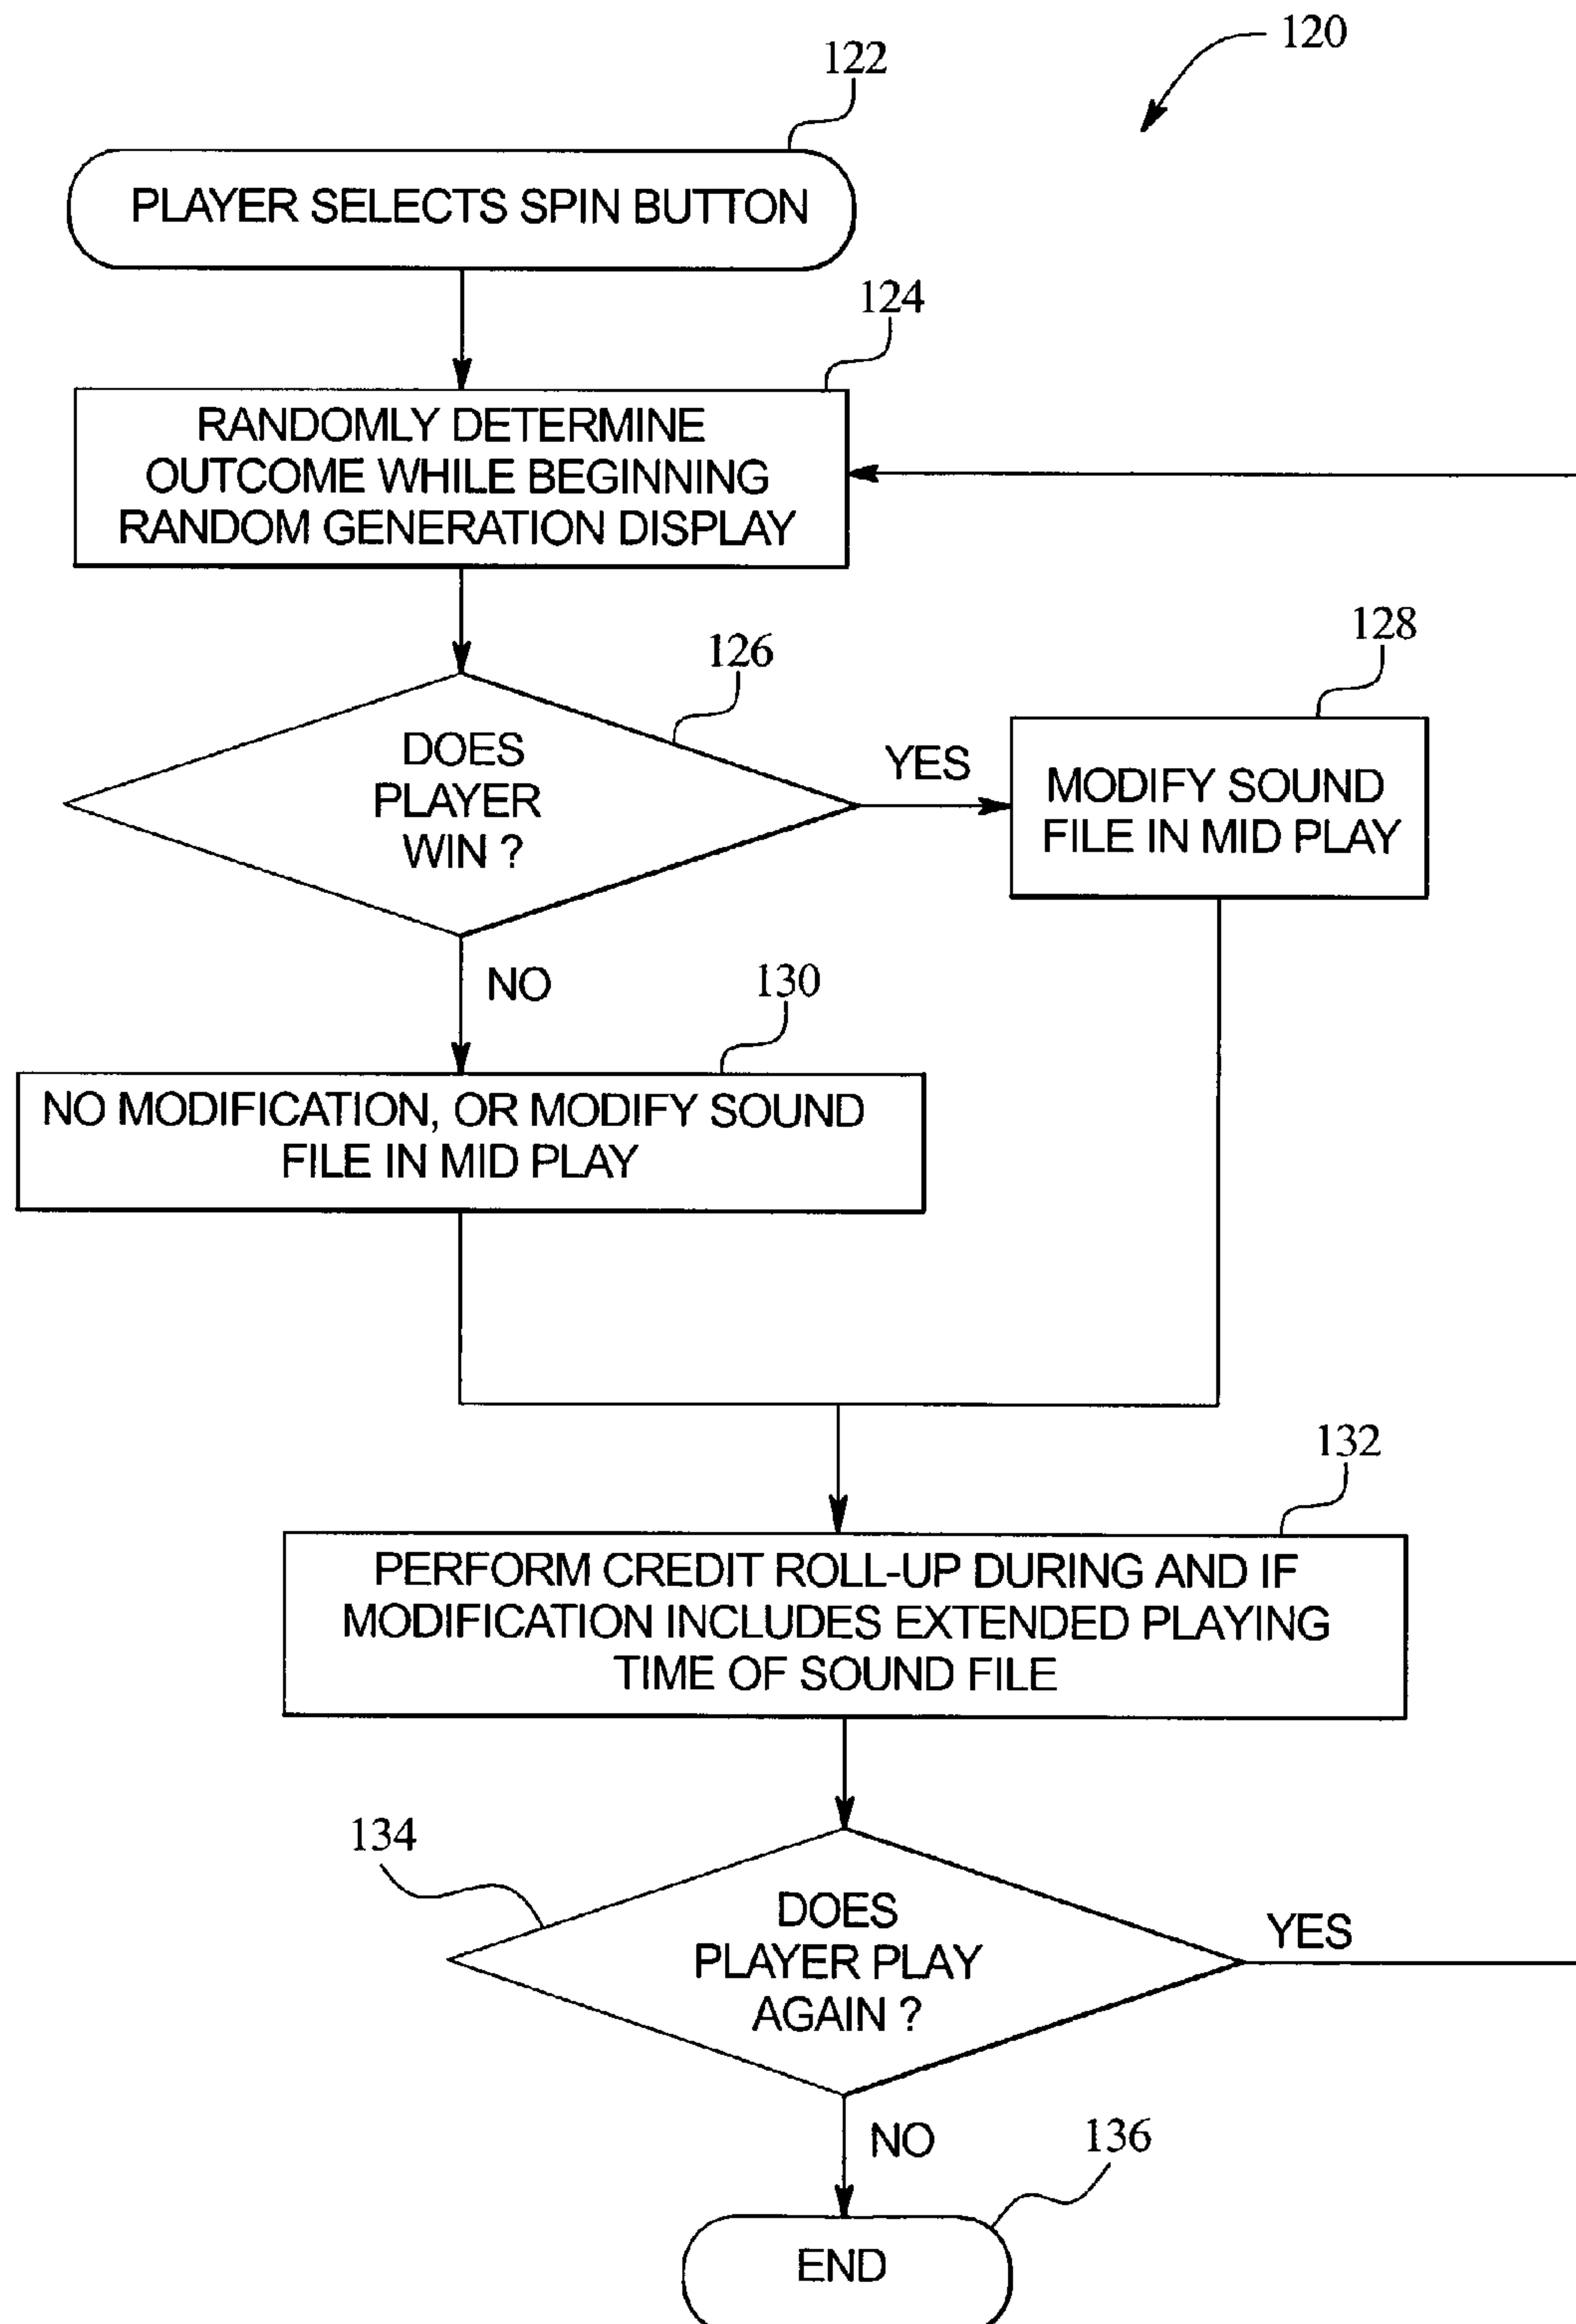 120
122
PLAYER SELECTS SPIN BUTTON
124
RANDOMLY DETERMINE
OUTCOME WHILE BEGINNING
RANDOM GENERATION DISPLAY
126
128
DOES
PLAYER
WIN ?
YES
MODIFY SOUND
FILE IN MID PLAY
NO
130
NO MODIFICATION, OR MODIFY SOUND
FILE IN MID PLAY
132
PERFORM CREDIT ROLL-UP DURING AND IF
MODIFICATION INCLUDES EXTENDED PLAYING
TIME OF SOUND FILE
134
DOES
PLAYER PLAY
AGAIN ?
YES
NO
136
END